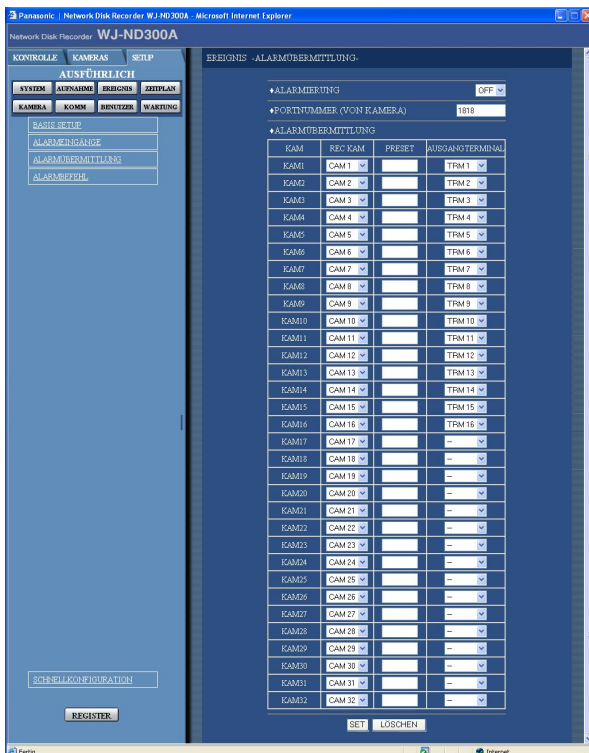 Panasonic | Network Disk Recorder WJ-ND300A - Microsoft Internet Explorer
Network Disk Recorder WJ-ND300A
KONTROLLE KAMERAS SETUP
AUSFÜHRLICH
SYSTEM AUFNAHME EREIGNIS ZEITPLAN
KAMERA KOMM BENUTZER WARTUNG
BASIS SETUP
ALARMEINGÄNGE
ALARMÜBERMITTLUNG
ALARMBEFEHL
SCHNELLKONFIGURATION
REGISTER
EREIGNIS -ALARMÜBERMITTLUNG-
♦ALARMIERUNG OFF
♦PORTNUMMER (VON KAMERA) 1818
♦ALARMÜBERMITTLUNG
KAM REC KAM PRESET AUSGANGTERMINAL
KAM1 CAM 1 TRM 1
KAM2 CAM 2 TRM 2
KAM3 CAM 3 TRM 3
KAM4 CAM 4 TRM 4
KAM5 CAM 5 TRM 5
KAM6 CAM 6 TRM 6
KAM7 CAM 7 TRM 7
KAM8 CAM 8 TRM 8
KAM9 CAM 9 TRM 9
KAM10 CAM 10 TRM 10
KAM11 CAM 11 TRM 11
KAM12 CAM 12 TRM 12
KAM13 CAM 13 TRM 13
KAM14 CAM 14 TRM 14
KAM15 CAM 15 TRM 15
KAM16 CAM 16 TRM 16
KAM17 CAM 17 --
KAM18 CAM 18 --
KAM19 CAM 19 --
KAM20 CAM 20 --
KAM21 CAM 21 --
KAM22 CAM 22 --
KAM23 CAM 23 --
KAM24 CAM 24 --
KAM25 CAM 25 --
KAM26 CAM 26 --
KAM27 CAM 27 --
KAM28 CAM 28 --
KAM29 CAM 29 --
KAM30 CAM 30 --
KAM31 CAM 31 --
KAM32 CAM 32 --
SET LÖSCHEN
Fertig Internet